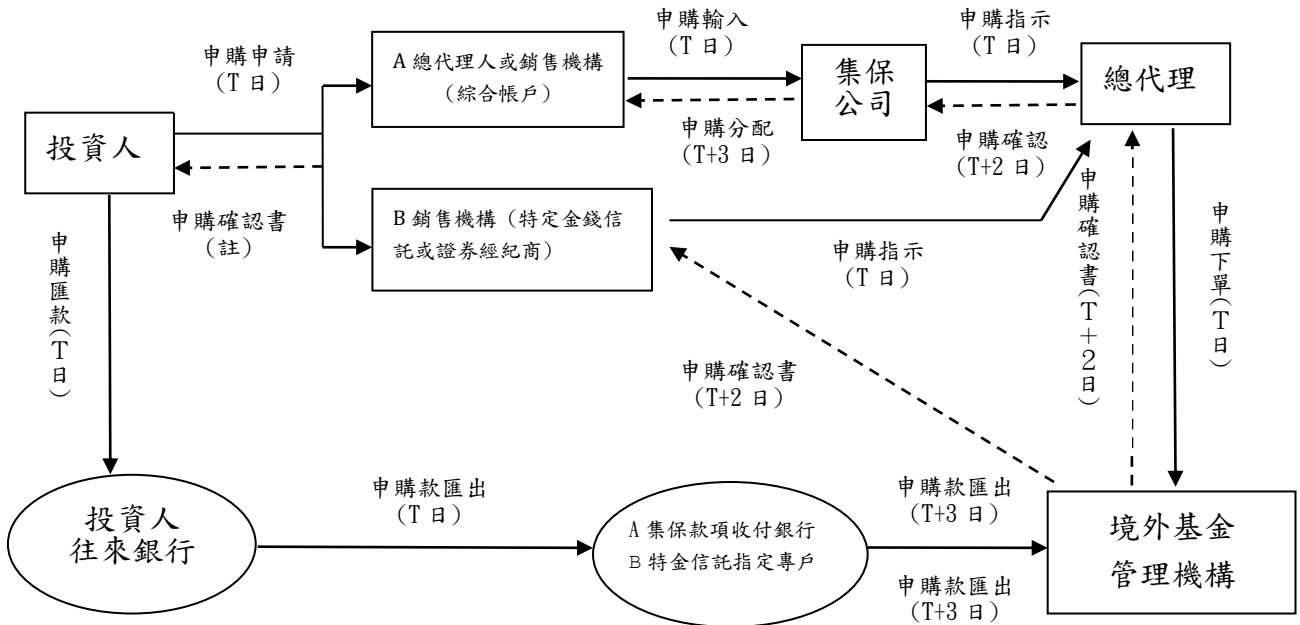 申購輸入
(T 日)
申購指示
(T 日)
申購申請
(T 日)
A 總代理人或銷售機構
(綜合帳戶)
集保
公司
總代理
投資人
申購分配
(T+3 日)
申購確認
(T+2 日)
申購確認書
(註)
B 銷售機構（特定金錢信
託或證券經紀商）
申購指示
(T 日)
申購確認書(T+2日)
申購下單(T日)
申購匯款(T日)
申購確認書
(T+2 日)
申購款匯出
(T 日)
申購款匯出
(T+3 日)
投資人
往來銀行
A 集保款項收付銀行
B 特金信託指定專戶
境外基金
管理機構
申購款匯出
(T+3 日)